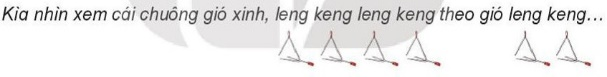 Kìa nhìn xem cái chuông gió xinh, leng keng leng keng theo gió leng keng...